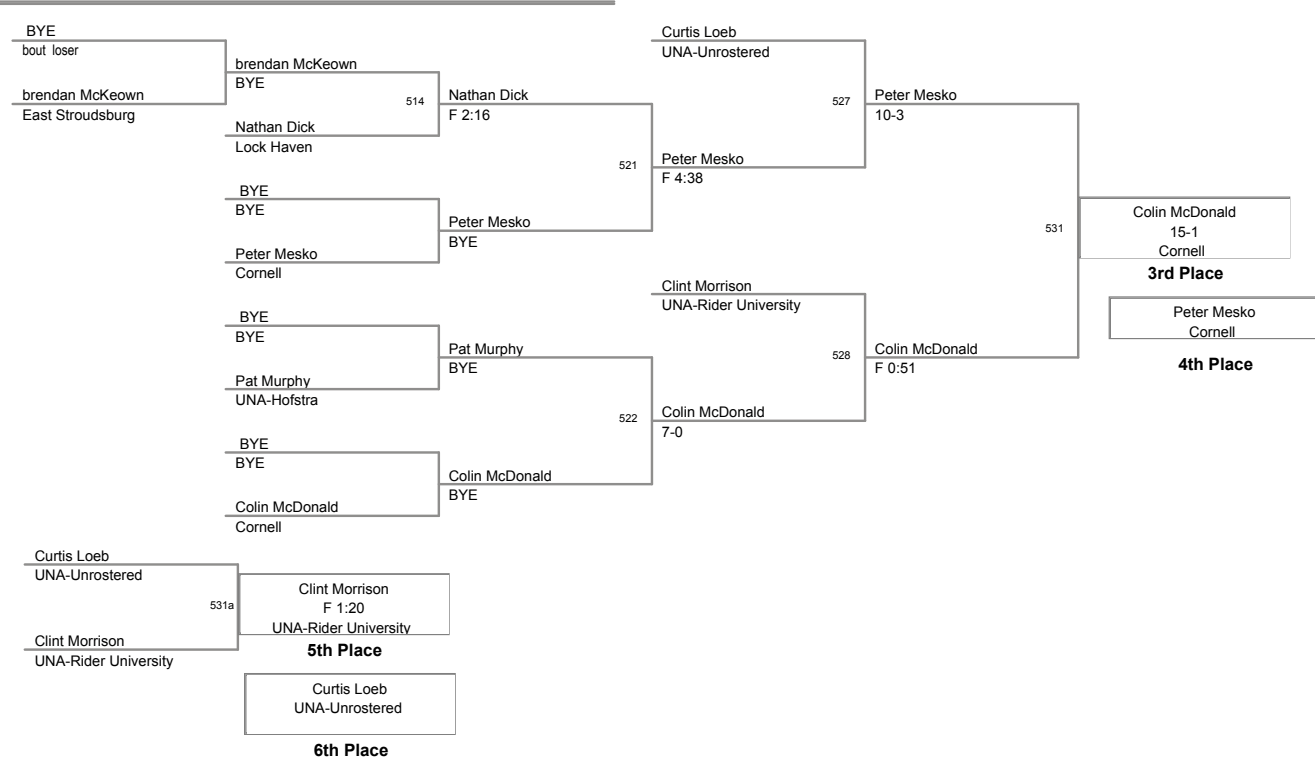 BYE
bout loser
brendan McKeown
East Stroudsburg
brendan McKeown
BYE
514
Nathan Dick
Lock Haven
Nathan Dick
F 2:16
BYE
BYE
Peter Mesko
Cornell
Peter Mesko
BYE
521
Peter Mesko
F 4:38
Curtis Loeb
UNA-Unrostered
527
Peter Mesko
10-3
BYE
BYE
Pat Murphy
UNA-Hofstra
Pat Murphy
BYE
BYE
BYE
Colin McDonald
Cornell
Colin McDonald
BYE
522
Colin McDonald
7-0
Clint Morrison
UNA-Rider University
528
Colin McDonald
F 0:51
531
Colin McDonald
15-1
Cornell
3rd Place
Peter Mesko
Cornell
4th Place
Curtis Loeb
UNA-Unrostered
531a
Clint Morrison
UNA-Rider University
Clint Morrison
F 1:20
UNA-Rider University
5th Place
Curtis Loeb
UNA-Unrostered
6th Place